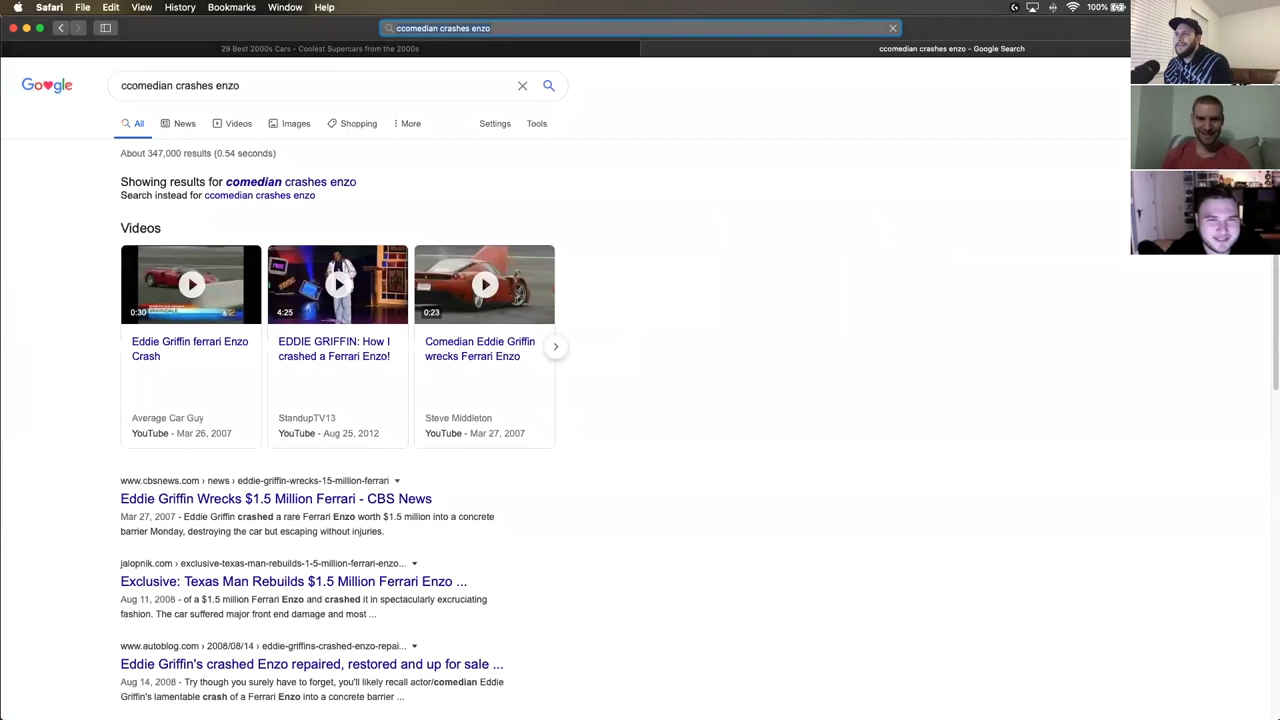 Safari File Edit View History Bookmarks Window Help 100%
ccomedian crashes enzo
29 Best 2000s Cars - Coolest Supercars from the 2000s
ccomedian crashes enzo - Google Search
Google
ccomedian crashes enzo
All News Videos Images Shopping More Settings Tools
About 347,000 results (0.54 seconds)
Showing results for comedian crashes enzo
Search instead for ccomedian crashes enzo
Videos
0:30
4:25
0:23
Eddie Griffin ferrari Enzo
Crash
Average Car Guy
YouTube - Mar 26, 2007
EDDIE GRIFFIN: How I
crashed a Ferrari Enzo!
StandupTV13
YouTube - Aug 25, 2012
Comedian Eddie Griffin
wrecks Ferrari Enzo
Steve Middleton
YouTube - Mar 27, 2007
www.cbsnews.com › news › eddie-griffin-wrecks-15-million-ferrari
Eddie Griffin Wrecks $1.5 Million Ferrari - CBS News
Mar 27, 2007 - Eddie Griffin crashed a rare Ferrari Enzo worth $1.5 million into a concrete
barrier Monday, destroying the car but escaping without injuries.
jalopnik.com › exclusive-texas-man-rebuilds-1-5-million-ferrari-enzo...
Exclusive: Texas Man Rebuilds $1.5 Million Ferrari Enzo ...
Aug 11, 2008 - of a $1.5 million Ferrari Enzo and crashed it in spectacularly excruciating
fashion. The car suffered major front end damage and most ...
www.autoblog.com › 2008/08/14 › eddie-griffins-crashed-enzo-repai...
Eddie Griffin's crashed Enzo repaired, restored and up for sale ...
Aug 14, 2008 - Try though you surely have to forget, you'll likely recall actor/comedian Eddie
Griffin's lamentable crash of a Ferrari Enzo into a concrete barrier ...